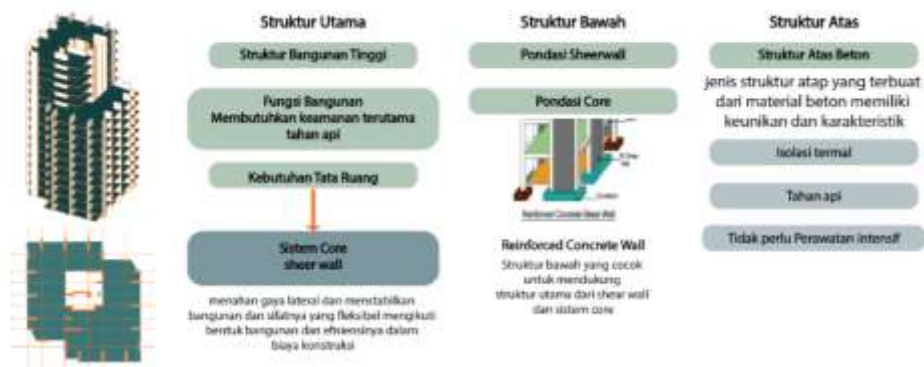 Struktur Utama
Struktur Bangunan Tinggi
Fungsi Bangunan
Membutuhkan keamanan terutama
tahan api
Kebutuhan Tata Ruang
Sistem Core
sheer wall
menahan gaya lateral dan menstabilkan
bangunan dan sifatnya yang fleksibel mengikuti
bentuk bangunan dan efisiensinya dalam
biaya konstruksi
Struktur Bawah
Pondasi Sheerwall
Pondasi Core
Reinforced Concrete Shear Wall
Reinforced Concrete Wall
Struktur bawah yang cocok
untuk mendukung
struktur utama dari shear wall
dan sistem core
Struktur Atas
Struktur Atas Beton
jenis struktur atap yang terbuat
dari material beton memiliki
keunikan dan karakteristik
Isolasi termal
Tahan api
Tidak perlu Perawatan intensif